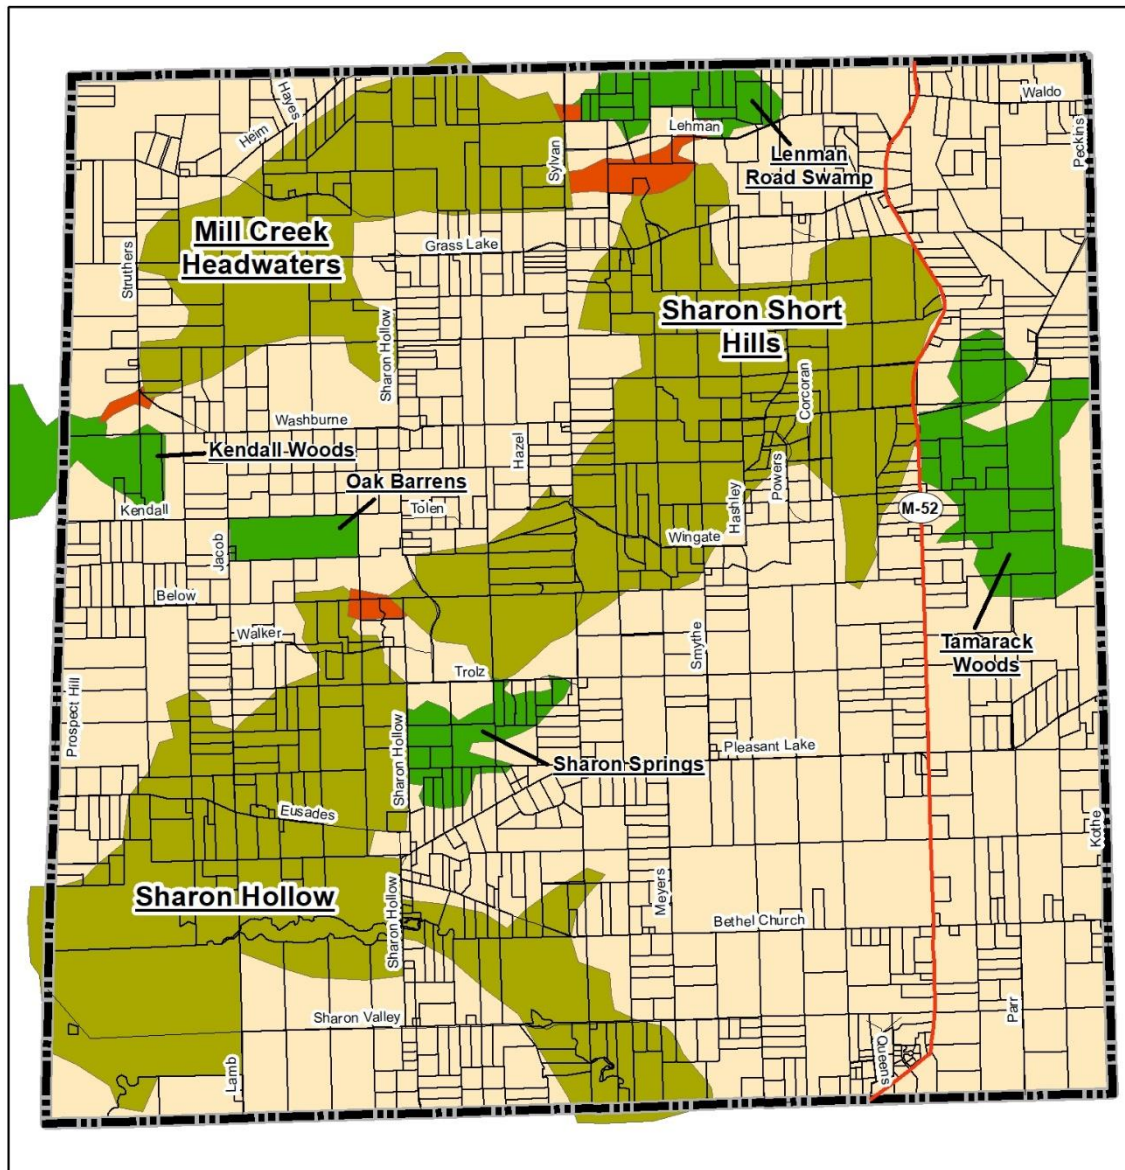 Waldo
Hayes
Heim
Lehman
Peckins
Sylvan
Lenman
Road Swamp
Mill Creek
Headwaters
Struthers
Grass Lake
Sharon Short
Hills
Sharon Hollow
Corcoran
Washburne
Kendall Woods
Hazel
Oak Barrens
Powers
Kendall
Tolen
Hashley
M-52
Jacob
Wingate
Below
Walker
Smythe
Tamarack
Woods
Trolz
Prospect Hill
Sharon Hollow
Pleasant Lake
Sharon Springs
Eusades
Kothe
Sharon Hollow
Sharon Hollow
Meyers
Bethel Church
Sharon Valley
Parr
Queens
Lamb